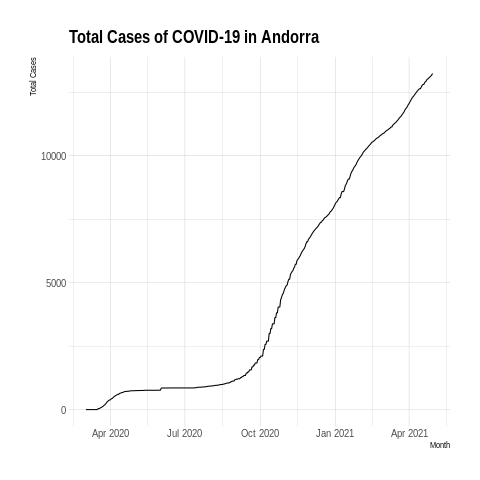 Total Cases of COVID-19 in Andorra
Total Cases
10000
5000
0
Apr 2020
Jul 2020
Oct 2020
Jan 2021
Apr 2021
Month